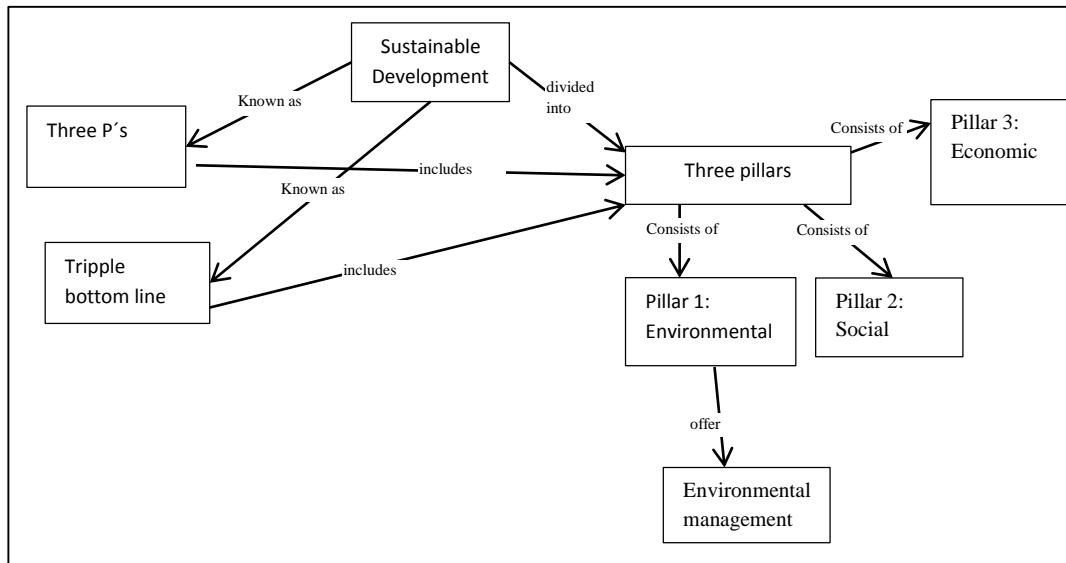 Sustainable
Development
divided
into
Known as
Three P´s
Pillar 3:
Economic
Consists of
Three pillars
includes
Known as
Consists of
Consists of
Tripple
bottom line
includes
Pillar 1:
Environmental
Pillar 2:
Social
offer
Environmental
management